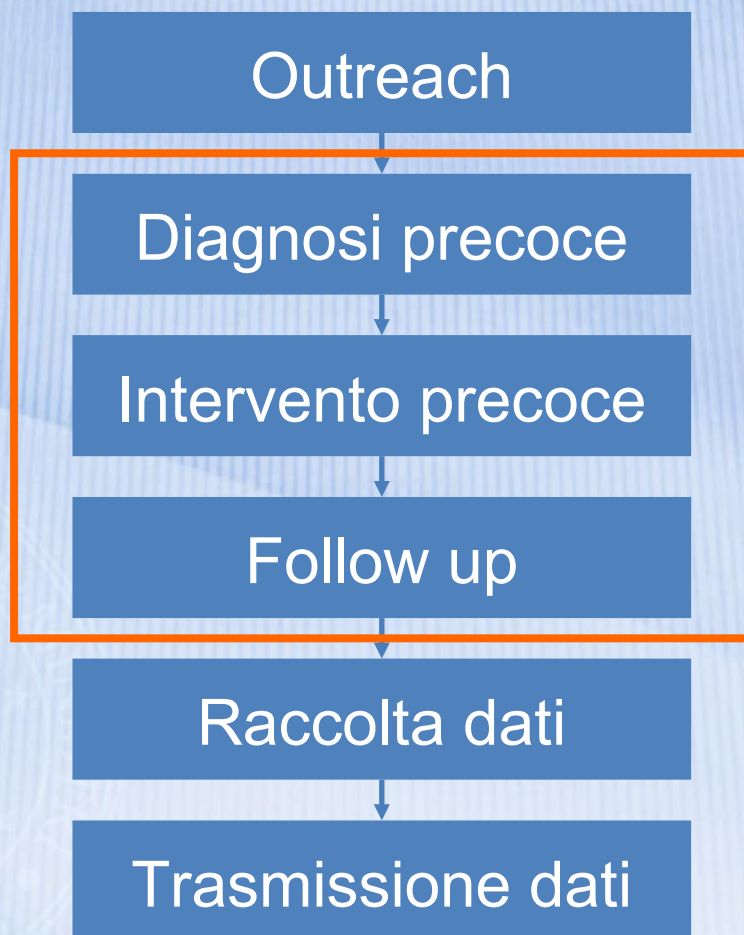 Outreach
Diagnosi precoce
Intervento precoce
Follow up
Raccolta dati
Trasmissione dati